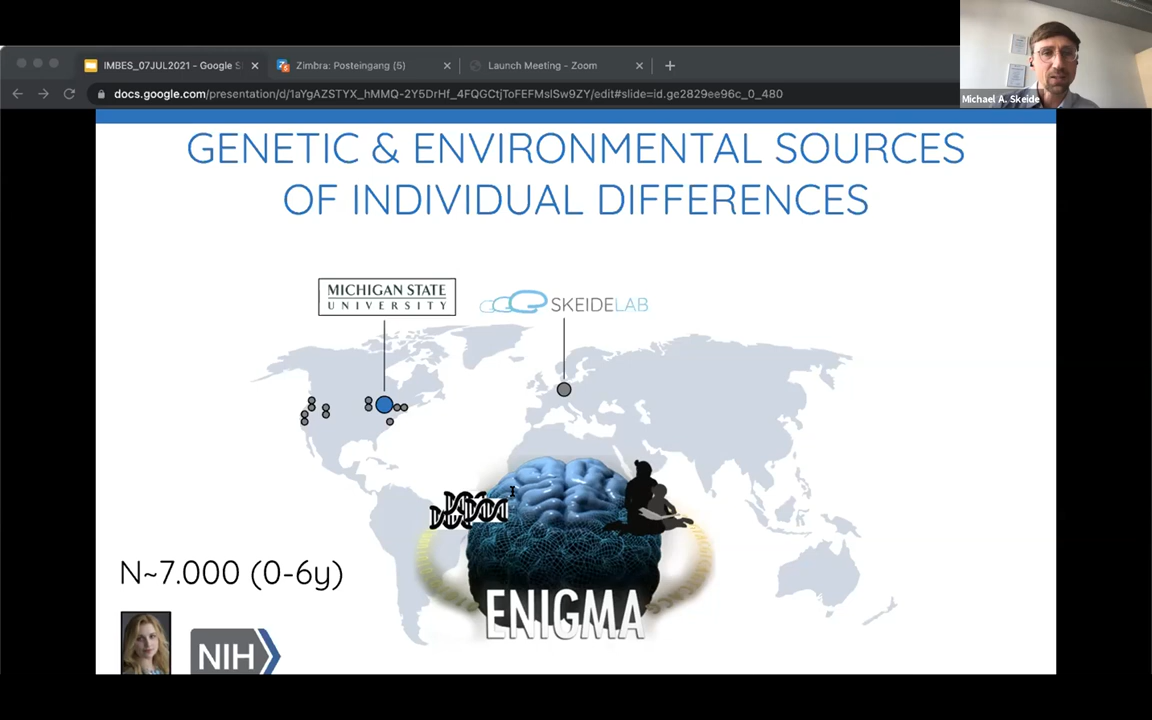 IMBES_07JUL2021 - Google S
Zimbra: Posteingang (5)
Launch Meeting - Zoom
docs.google.com/presentation/d/1aYgAZSTYX_hMMQ-2Y5DrHf_4FQGCtjToFEFMslSw9ZY/edit#slide=id.ge2829ee96c_0_480
Michael A. Skeide
GENETIC & ENVIRONMENTAL SOURCES
OF INDIVIDUAL DIFFERENCES
MICHIGAN STATE
UNIVERSITY
SKEIDELAB
N~7.000 (0-6y)
ENIGMA
NIH